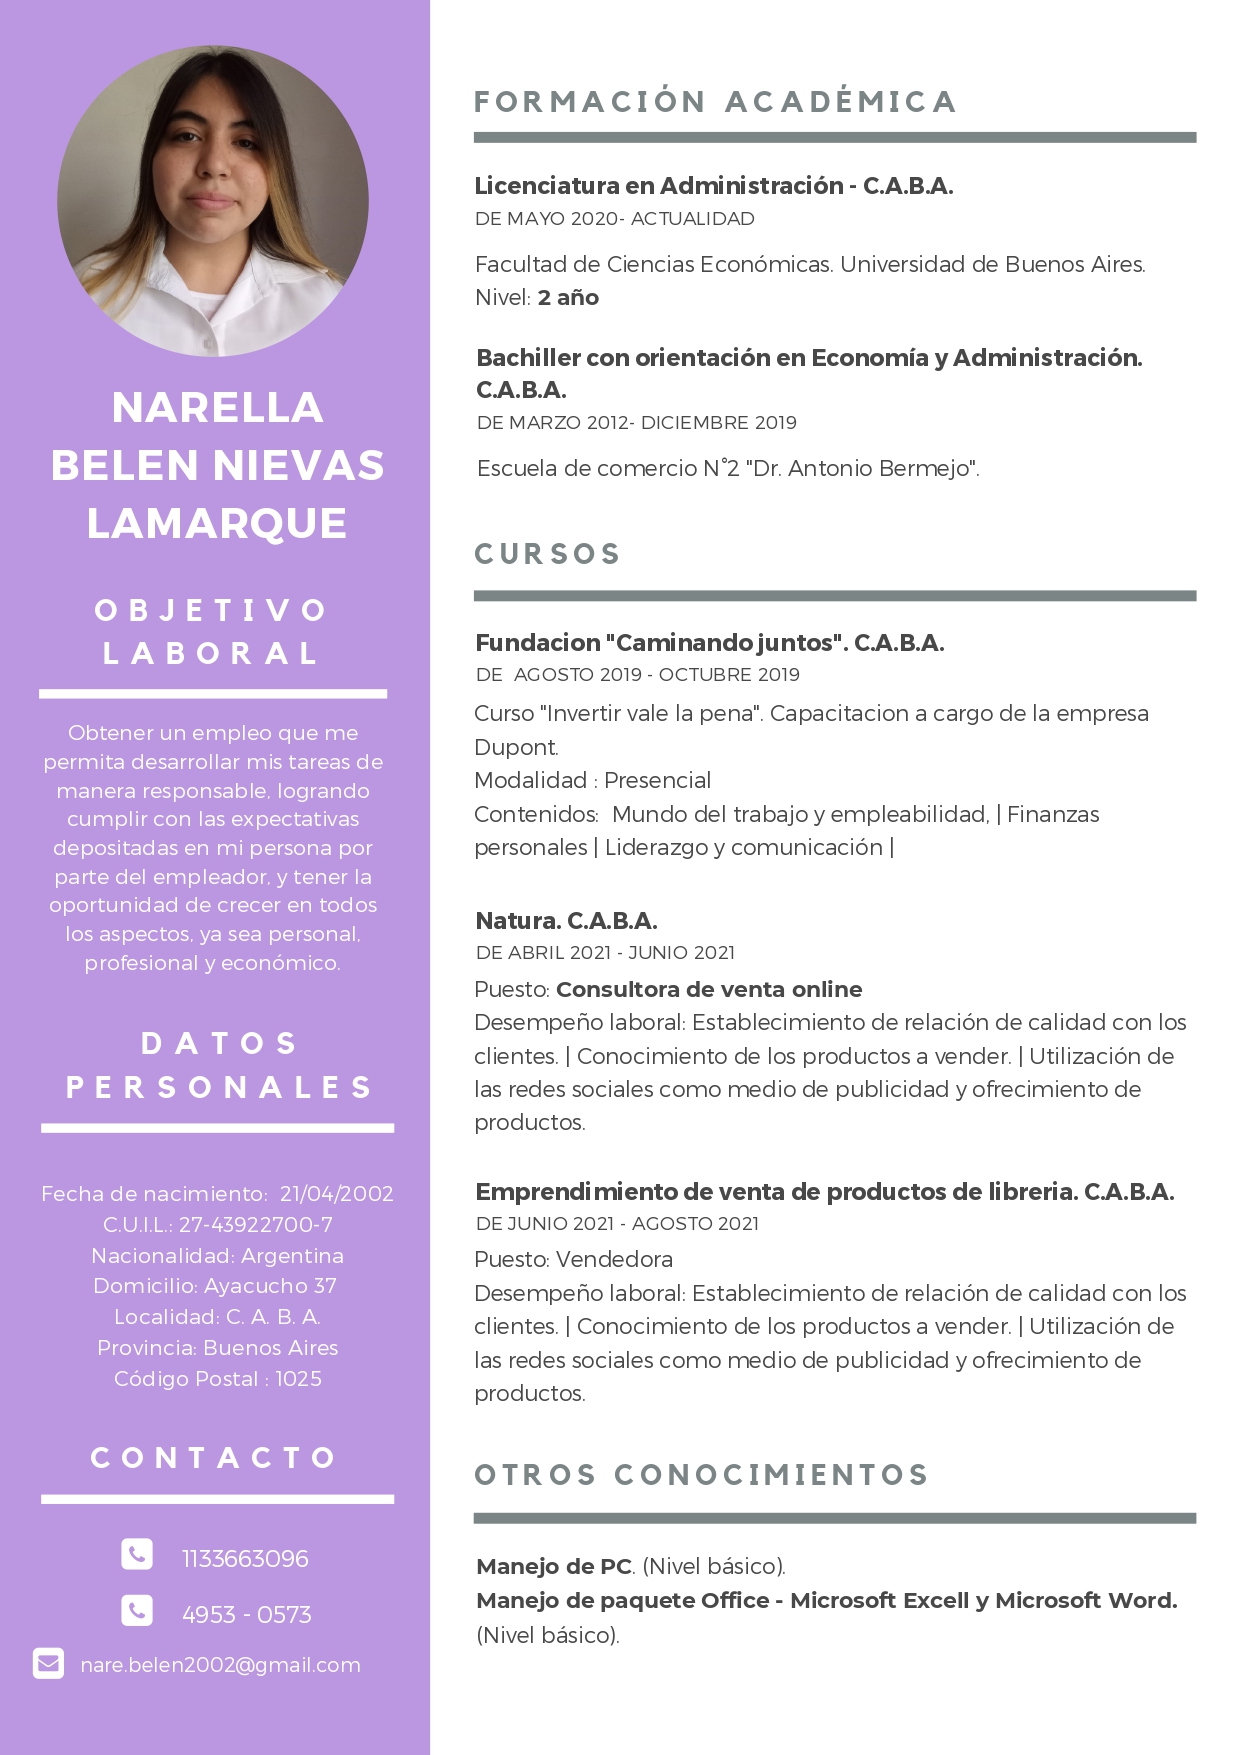 NARELLA
BELEN NIEVAS
LAMARQUE
OBJETIVO
LABORAL
Obtener un empleo que me
permita desarrollar mis tareas de
manera responsable, logrando
cumplir con las expectativas
depositadas en mi persona por
parte del empleador, y tener la
oportunidad de crecer en todos
los aspectos, ya sea personal,
profesional y económico.
DATOS
PERSONALES
Fecha de nacimiento:  21/04/2002
C.U.I.L.: 27-43922700-7
Nacionalidad: Argentina
Domicilio: Ayacucho 37
Localidad: C. A. B. A.
Provincia: Buenos Aires
Código Postal : 1025
CONTACTO
1133663096
4953 - 0573
nare.belen2002@gmail.com
FORMACIÓN ACADÉMICA
Licenciatura en Administración - C.A.B.A.
DE MAYO 2020- ACTUALIDAD
Facultad de Ciencias Económicas. Universidad de Buenos Aires.
Nivel: 2 año
Bachiller con orientación en Economía y Administración.
C.A.B.A.
DE MARZO 2012- DICIEMBRE 2019
Escuela de comercio N°2 "Dr. Antonio Bermejo".
CURSOS
Fundacion "Caminando juntos". C.A.B.A.
DE  AGOSTO 2019 - OCTUBRE 2019
Curso "Invertir vale la pena". Capacitacion a cargo de la empresa
Dupont.
Modalidad : Presencial
Contenidos:  Mundo del trabajo y empleabilidad, | Finanzas
personales | Liderazgo y comunicación |
Natura. C.A.B.A.
DE ABRIL 2021 - JUNIO 2021
Puesto: Consultora de venta online
Desempeño laboral: Establecimiento de relación de calidad con los
clientes. | Conocimiento de los productos a vender. | Utilización de
las redes sociales como medio de publicidad y ofrecimiento de
productos.
Emprendimiento de venta de productos de libreria. C.A.B.A.
DE JUNIO 2021 - AGOSTO 2021
Puesto: Vendedora
Desempeño laboral: Establecimiento de relación de calidad con los
clientes. | Conocimiento de los productos a vender. | Utilización de
las redes sociales como medio de publicidad y ofrecimiento de
productos.
OTROS CONOCIMIENTOS
Manejo de PC. (Nivel básico).
Manejo de paquete Office - Microsoft Excell y Microsoft Word.
(Nivel básico).